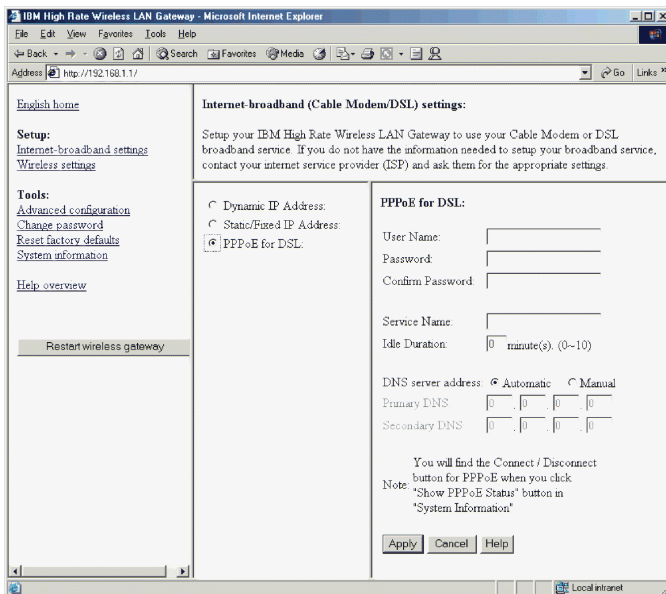 IBM High Rate Wireless LAN Gateway - Microsoft Internet Explorer
File Edit View Favorites Tools Help
Back Search Favorites Media
Address http://192.168.1.1/ Go Links »
English home
Setup:
Internet-broadband settings
Wireless settings
Tools:
Advanced configuration
Change password
Reset factory defaults
System information
Help overview
Restart wireless gateway
Internet-broadband (Cable Modem/DSL) settings:
Setup your IBM High Rate Wireless LAN Gateway to use your Cable Modem or DSL
broadband service. If you do not have the information needed to setup your broadband service,
contact your internet service provider (ISP) and ask them for the appropriate settings.
Dynamic IP Address:
Static/Fixed IP Address:
PPPoE for DSL:
PPPoE for DSL:
User Name:
Password:
Confirm Password:
Service Name:
Idle Duration: 0 minute(s). (0~10)
DNS server address: Automatic Manual
Primary DNS 0 . 0 . 0 . 0
Secondary DNS 0 . 0 . 0 . 0
Note: You will find the Connect / Disconnect
button for PPPoE when you click
"Show PPPoE Status" button in
"System Information"
Apply Cancel Help
Local intranet